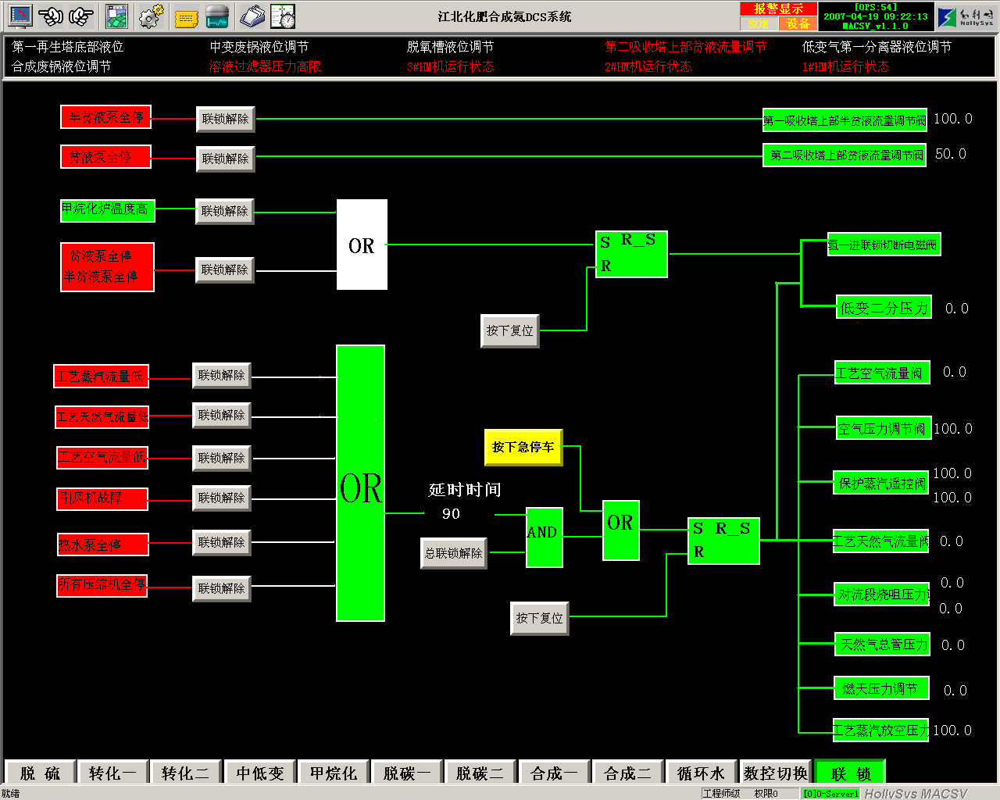 江北化肥合成氨DCS系统
报警显示
SOE 设备
[OPS:54]
2007-04-19 09:22:13
MACSV_v1.1.0
和利时
HollySys
第一再生塔底部液位 中变废锅液位调节 脱氧槽液位调节 第二吸收塔上部贫液流量调节 低变气第一分离器液位调节
合成废锅液位调节 溶液过滤器压力高限 3#HM机运行状态 2#HM机运行状态 1#HM机运行状态
半贫液泵全停 联锁解除 第一吸收塔上部半贫液流量调节阀 100.0
贫液泵全停 联锁解除 第二吸收塔上部贫液流量调节阀 50.0
甲烷化炉温度高 联锁解除
OR
S R_S
R
氢一进联锁切断电磁阀
贫液泵全停
半贫液泵全停
联锁解除
低变二分压力 0.0
按下复位
工艺蒸汽流量低 联锁解除 工艺空气流量阀 0.0
工艺天然气流量低 联锁解除 空气压力调节阀 100.0
工艺空气流量低 联锁解除 按下急停车 保护蒸汽遥控阀 100.0
100.0
引风机故障 联锁解除 OR 延时时间
90
AND OR
S R_S
R
热水泵全停 联锁解除 总联锁解除 工艺天然气流量阀 0.0
所有压缩机全停 联锁解除 对流段烧咀压力 0.0
0.0
按下复位
天然气总管压力 0.0
燃天压力调节 0.0
工艺蒸汽放空压力 100.0
脱 硫 转化一 转化二 中低变 甲烷化 脱碳一 脱碳二 合成一 合成二 循环水 数控切换 联 锁
就绪 工程师级 权限0 [O]0-Server1 HollySys MACSV